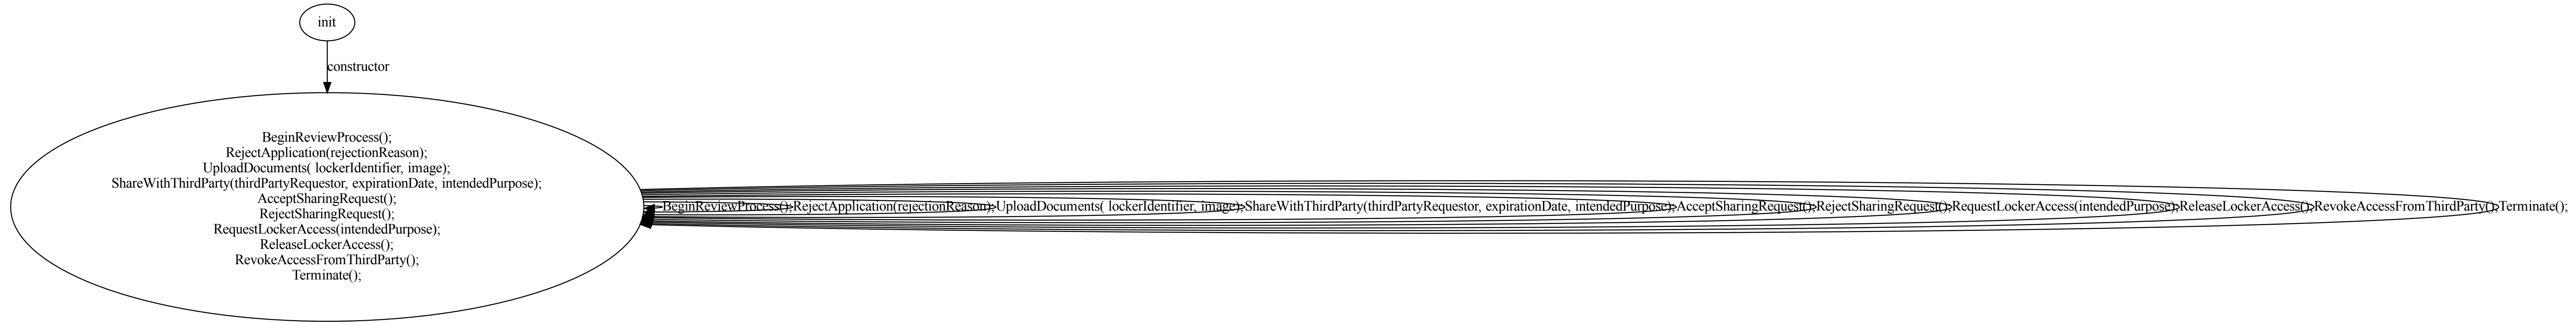 init
constructor
BeginReviewProcess();
RejectApplication(rejectionReason);
UploadDocuments( lockerIdentifier, image);
ShareWithThirdParty(thirdPartyRequestor, expirationDate, intendedPurpose);
AcceptSharingRequest();
RejectSharingRequest();
RequestLockerAccess(intendedPurpose);
ReleaseLockerAccess();
RevokeAccessFromThirdParty();
Terminate();
BeginReviewProcess();
RejectApplication(rejectionReason);
UploadDocuments( lockerIdentifier, image);
ShareWithThirdParty(thirdPartyRequestor, expirationDate, intendedPurpose);
AcceptSharingRequest();
RejectSharingRequest();
RequestLockerAccess(intendedPurpose);
ReleaseLockerAccess();
RevokeAccessFromThirdParty();
Terminate();